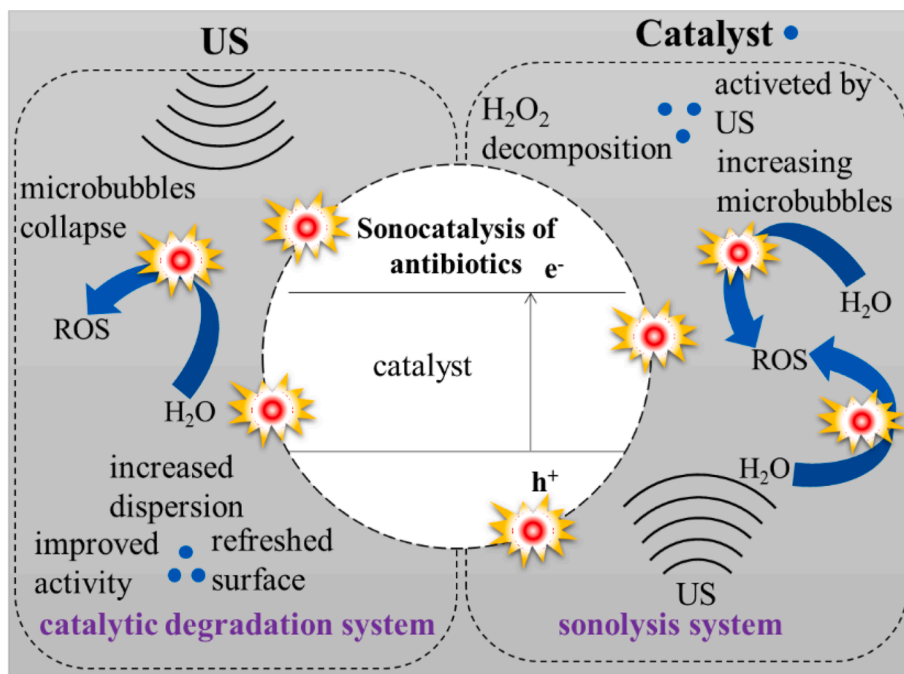 US
microbubbles
collapse
ROS
H₂O
increased
dispersion
improved
activity
refreshed
surface
catalytic degradation system
Sonocatalysis of
antibiotics
e⁻
catalyst
h⁺
Catalyst
H₂O₂
decomposition
activeted by
US
increasing
microbubbles
H₂O
ROS
H₂O
US
sonolysis system